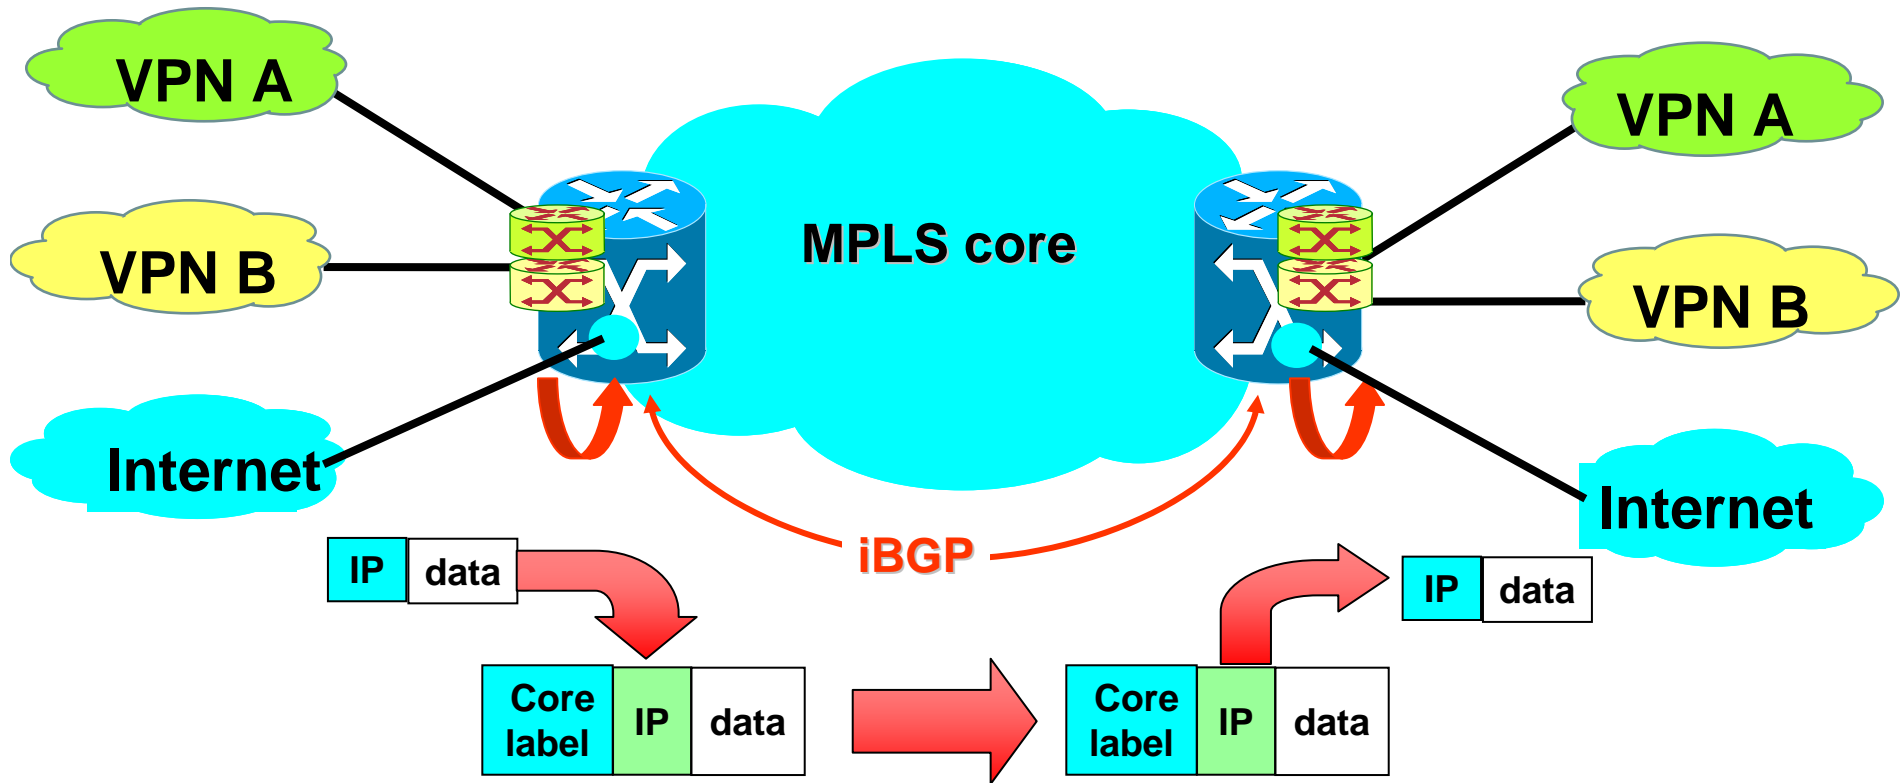 VPN A
VPN A
MPLS core
VPN B
VPN B
Internet
Internet
iBGP
IP data
IP data
Core label IP data
Core label IP data